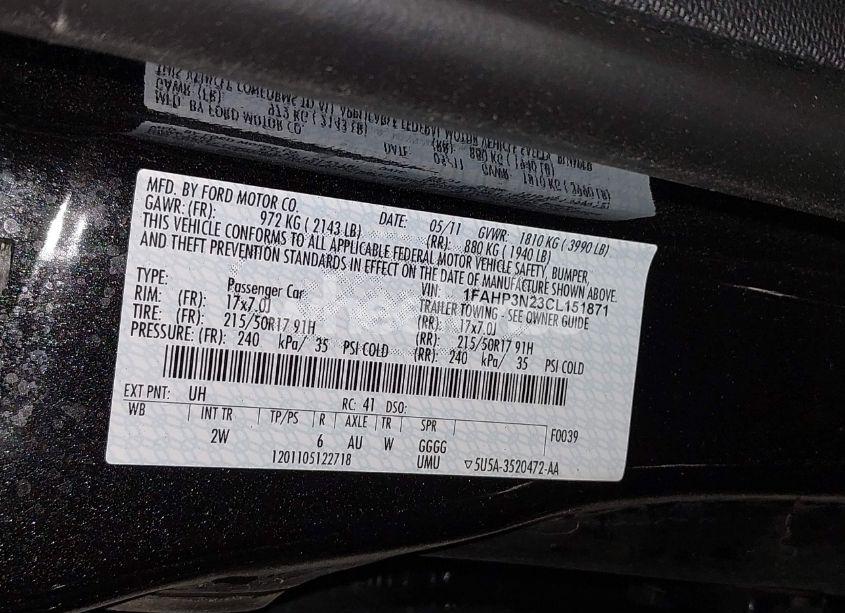 MFD. BY FORD MOTOR CO.
DATE: 05/11 GVWR: 1810 KG ( 3990 LB)
GAWR: (FR): 972 KG ( 2143 LB) (RR): 880 KG ( 1940 LB)
THIS VEHICLE CONFORMS TO ALL APPLICABLE FEDERAL MOTOR VEHICLE SAFETY, BUMPER,
AND THEFT PREVENTION STANDARDS IN EFFECT ON THE DATE OF MANUFACTURE SHOWN ABOVE.
VIN: 1FAHP3N23CL151871
TYPE: Passenger Car TRAILER TOWING - SEE OWNER GUIDE
RIM: (FR): 17x7.0J (RR): 17x7.0J
TIRE: (FR): 215/50R17 91H (RR): 215/50R17 91H
PRESSURE: (FR): 240 kPa/ 35 PSI COLD (RR): 240 kPa/ 35 PSI COLD
EXT PNT: UH RC: 41 DSO:
WB INT TR TP/PS R AXLE TR SPR F0039
2W 6 AU W GGGG
1201105122718 UMU ▽5U5A-3520472-AA